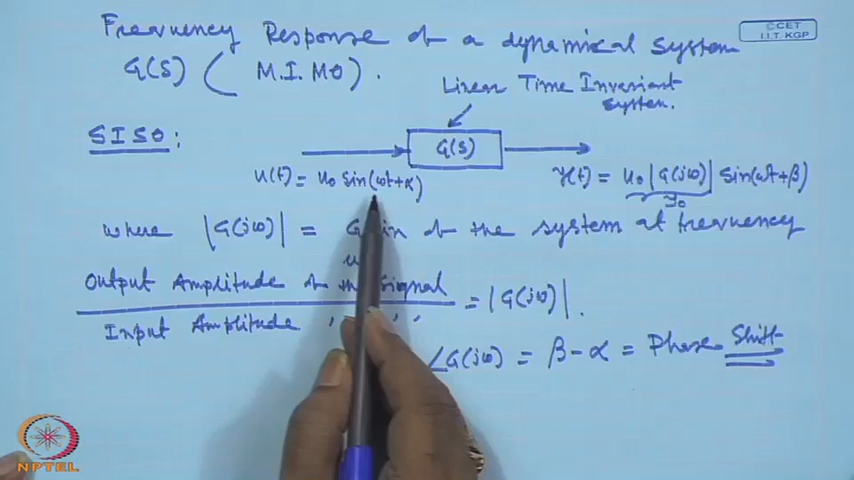 Frequency Response of a dynamical system
©CET
I.I.T. KGP
G(s) ( M.I.MO ).
Linear Time Invariant
System.
SISO:
G(s)
u(t) = u₀ sin(ωt+α)
y(t) = u₀ |G(jω)| sin(ωt+β)
y₀
where |G(jω)| = Gain of the system at frequency
Output Amplitude of the signal
= |G(jω)|.
Input Amplitude
∠G(jω) = β-α = Phase Shift
NPTEL